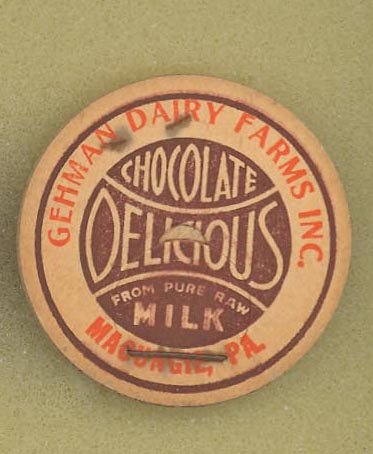 GEHMAN DAIRY FARMS INC.
CHOCOLATE
DELICIOUS
FROM PURE RAW
MILK
MACUNGIE, PA.